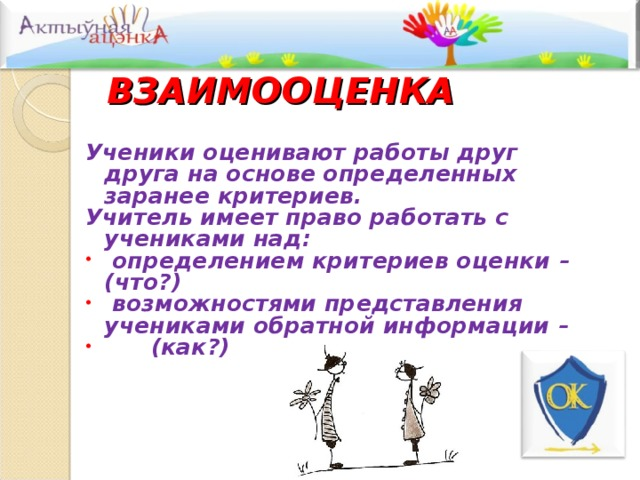 Актыўная
ацэнкА
АА
ВЗАИМООЦЕНКА
Ученики оценивают работы друг
друга на основе определенных
заранее критериев.
Учитель имеет право работать с
учениками над:
• определением критериев оценки –
(что?)
• возможностями представления
учениками обратной информации –
• (как?)
ОК